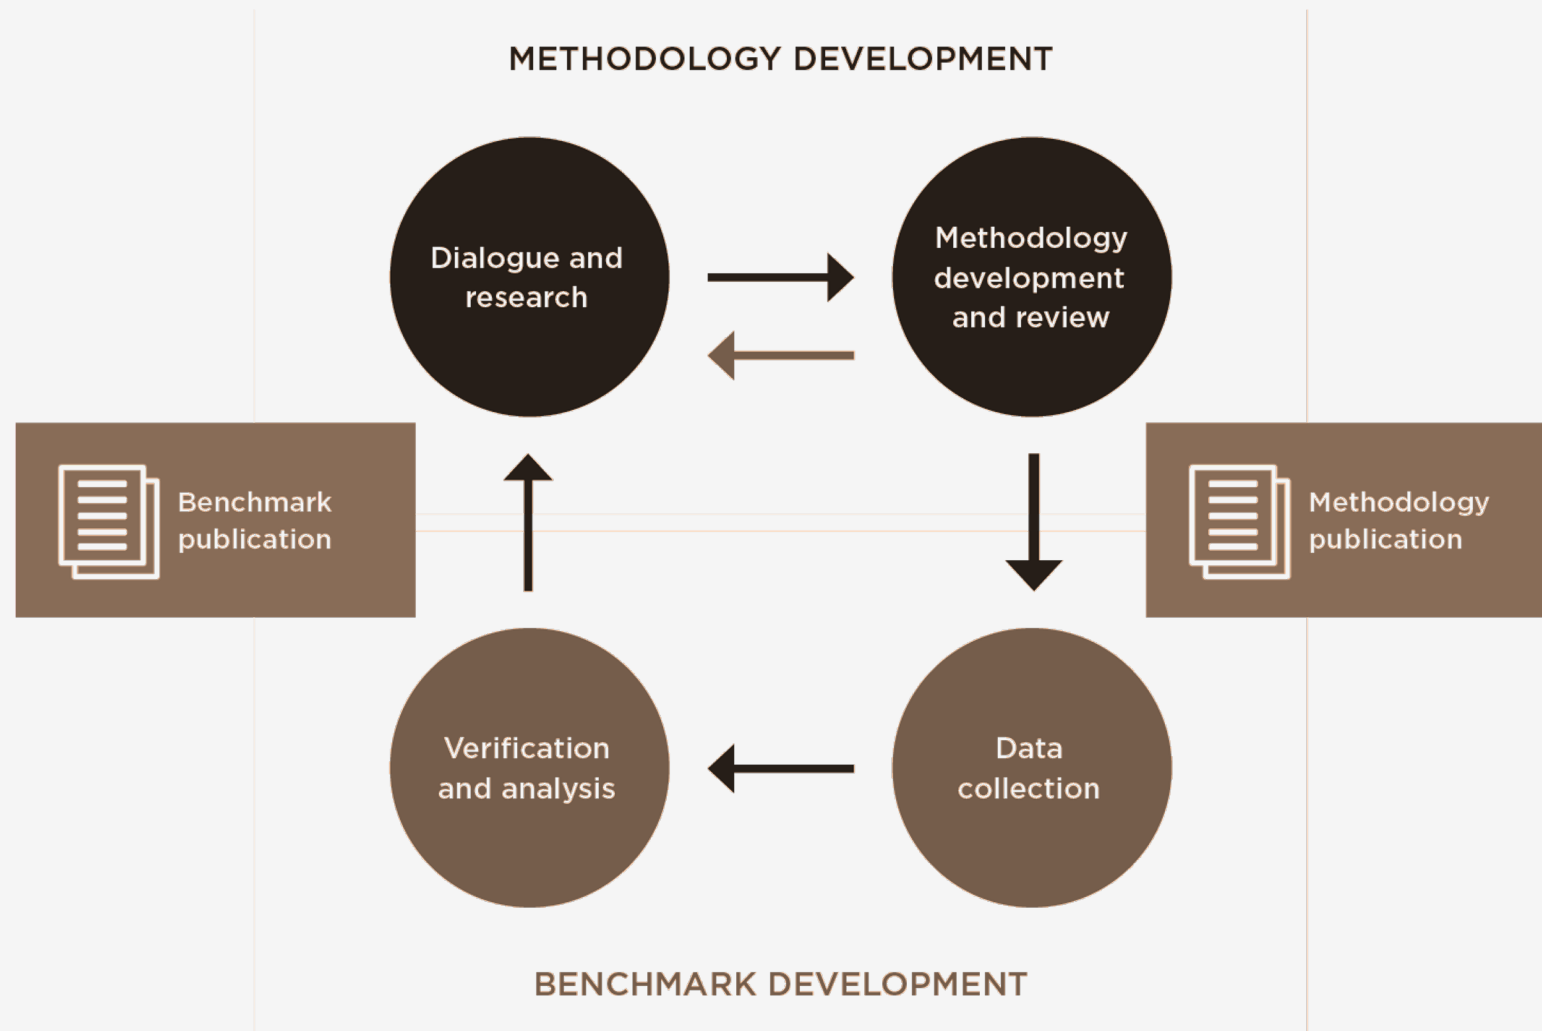 METHODOLOGY DEVELOPMENT
Dialogue and
research
Methodology
development
and review
Benchmark
publication
Methodology
publication
Verification
and analysis
Data
collection
BENCHMARK DEVELOPMENT